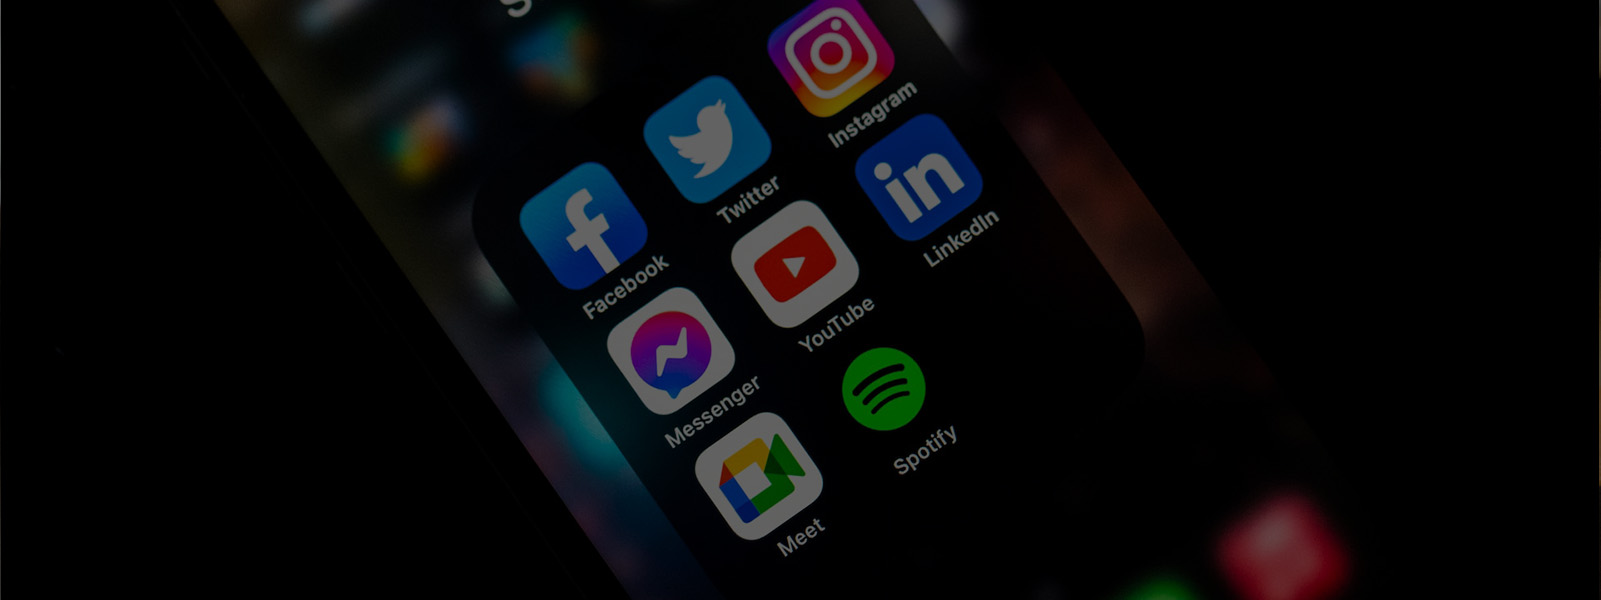 Facebook
Twitter
Instagram
Messenger
YouTube
LinkedIn
Meet
Spotify